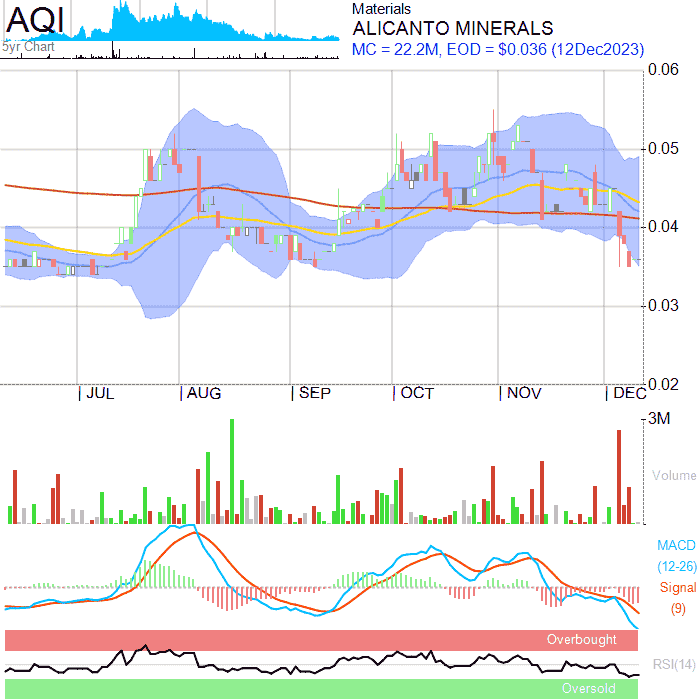 AQI
5yr Chart
Materials
ALICANTO MINERALS
MC = 22.2M, EOD = $0.036 (12Dec2023)
0.06
0.05
0.04
0.03
0.02
JUL AUG SEP OCT NOV DEC
3M
Volume
MACD
(12-26)
Signal
(9)
Overbought
RSI(14)
Oversold